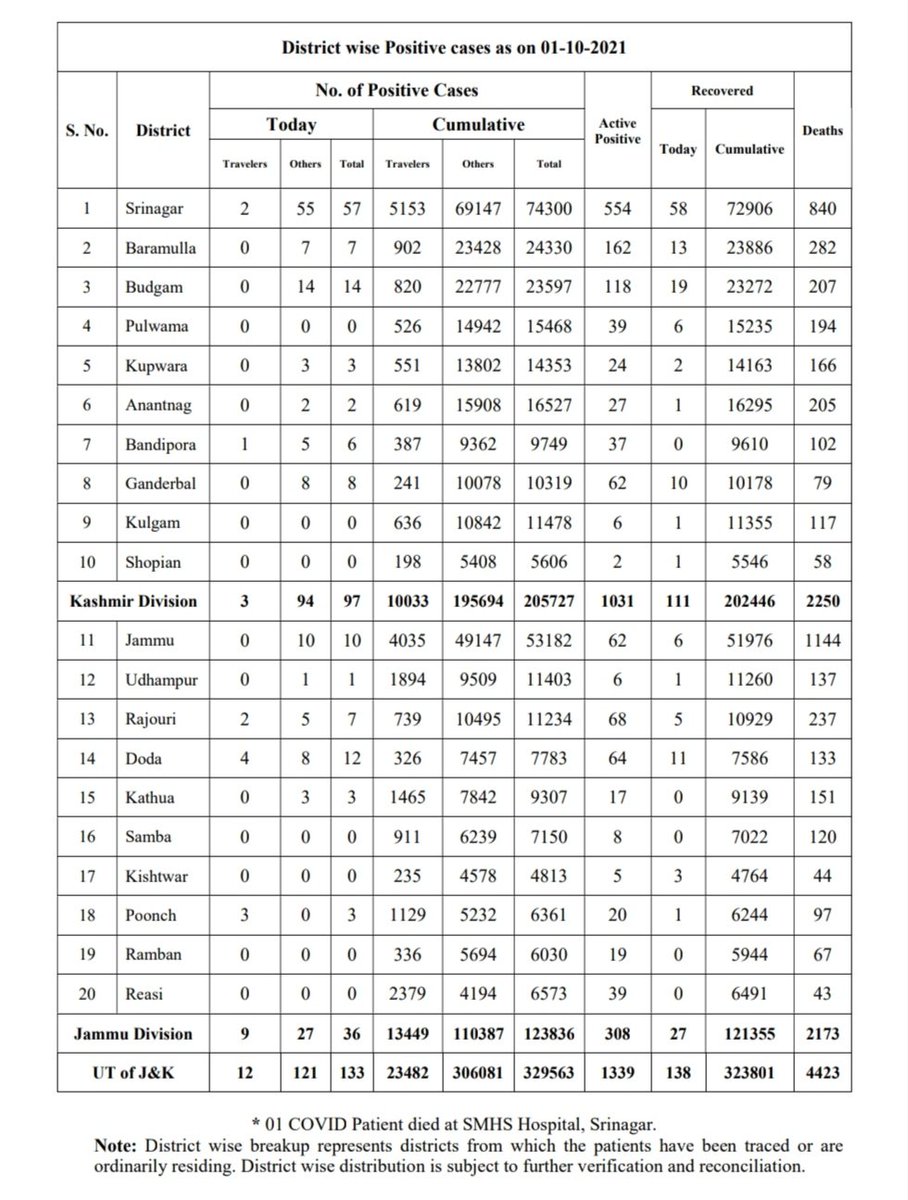 District wise Positive cases as on 01-10-2021
S. No. District No. of Positive Cases Active Positive Recovered Deaths
Today Cumulative Today Cumulative
Travelers Others Total Travelers Others Total
1 Srinagar 2 55 57 5153 69147 74300 554 58 72906 840
2 Baramulla 0 7 7 902 23428 24330 162 13 23886 282
3 Budgam 0 14 14 820 22777 23597 118 19 23272 207
4 Pulwama 0 0 0 526 14942 15468 39 6 15235 194
5 Kupwara 0 3 3 551 13802 14353 24 2 14163 166
6 Anantnag 0 2 2 619 15908 16527 27 1 16295 205
7 Bandipora 1 5 6 387 9362 9749 37 0 9610 102
8 Ganderbal 0 8 8 241 10078 10319 62 10 10178 79
9 Kulgam 0 0 0 636 10842 11478 6 1 11355 117
10 Shopian 0 0 0 198 5408 5606 2 1 5546 58
Kashmir Division 3 94 97 10033 195694 205727 1031 111 202446 2250
11 Jammu 0 10 10 4035 49147 53182 62 6 51976 1144
12 Udhampur 0 1 1 1894 9509 11403 6 1 11260 137
13 Rajouri 2 5 7 739 10495 11234 68 5 10929 237
14 Doda 4 8 12 326 7457 7783 64 11 7586 133
15 Kathua 0 3 3 1465 7842 9307 17 0 9139 151
16 Samba 0 0 0 911 6239 7150 8 0 7022 120
17 Kishtwar 0 0 0 235 4578 4813 5 3 4764 44
18 Poonch 3 0 3 1129 5232 6361 20 1 6244 97
19 Ramban 0 0 0 336 5694 6030 19 0 5944 67
20 Reasi 0 0 0 2379 4194 6573 39 0 6491 43
Jammu Division 9 27 36 13449 110387 123836 308 27 121355 2173
UT of J&K 12 121 133 23482 306081 329563 1339 138 323801 4423
* 01 COVID Patient died at SMHS Hospital, Srinagar.
Note: District wise breakup represents districts from which the patients have been traced or are
ordinarily residing. District wise distribution is subject to further verification and reconciliation.